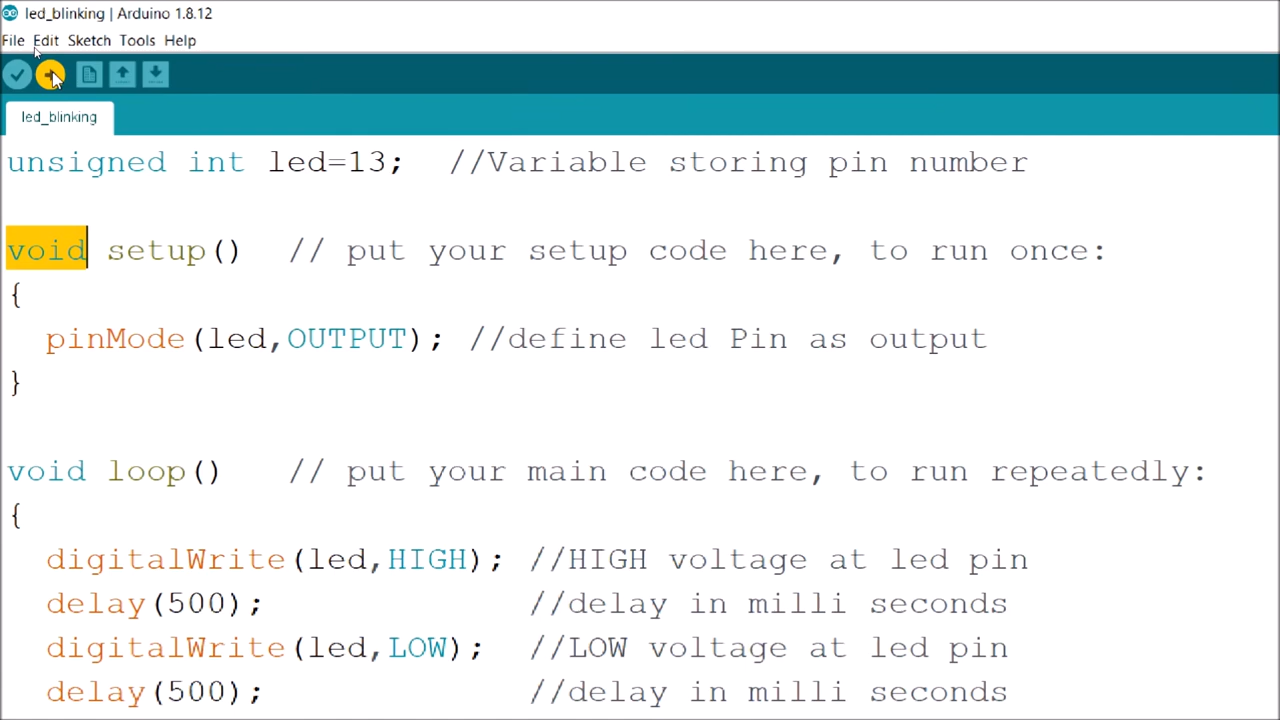 led_blinking | Arduino 1.8.12
File Edit Sketch Tools Help
led_blinking
unsigned int led=13; //Variable storing pin number
void setup() // put your setup code here, to run once:
{
pinMode(led,OUTPUT); //define led Pin as output
}
void loop() // put your main code here, to run repeatedly:
{
digitalWrite(led,HIGH); //HIGH voltage at led pin
delay(500); //delay in milli seconds
digitalWrite(led,LOW); //LOW voltage at led pin
delay(500); //delay in milli seconds